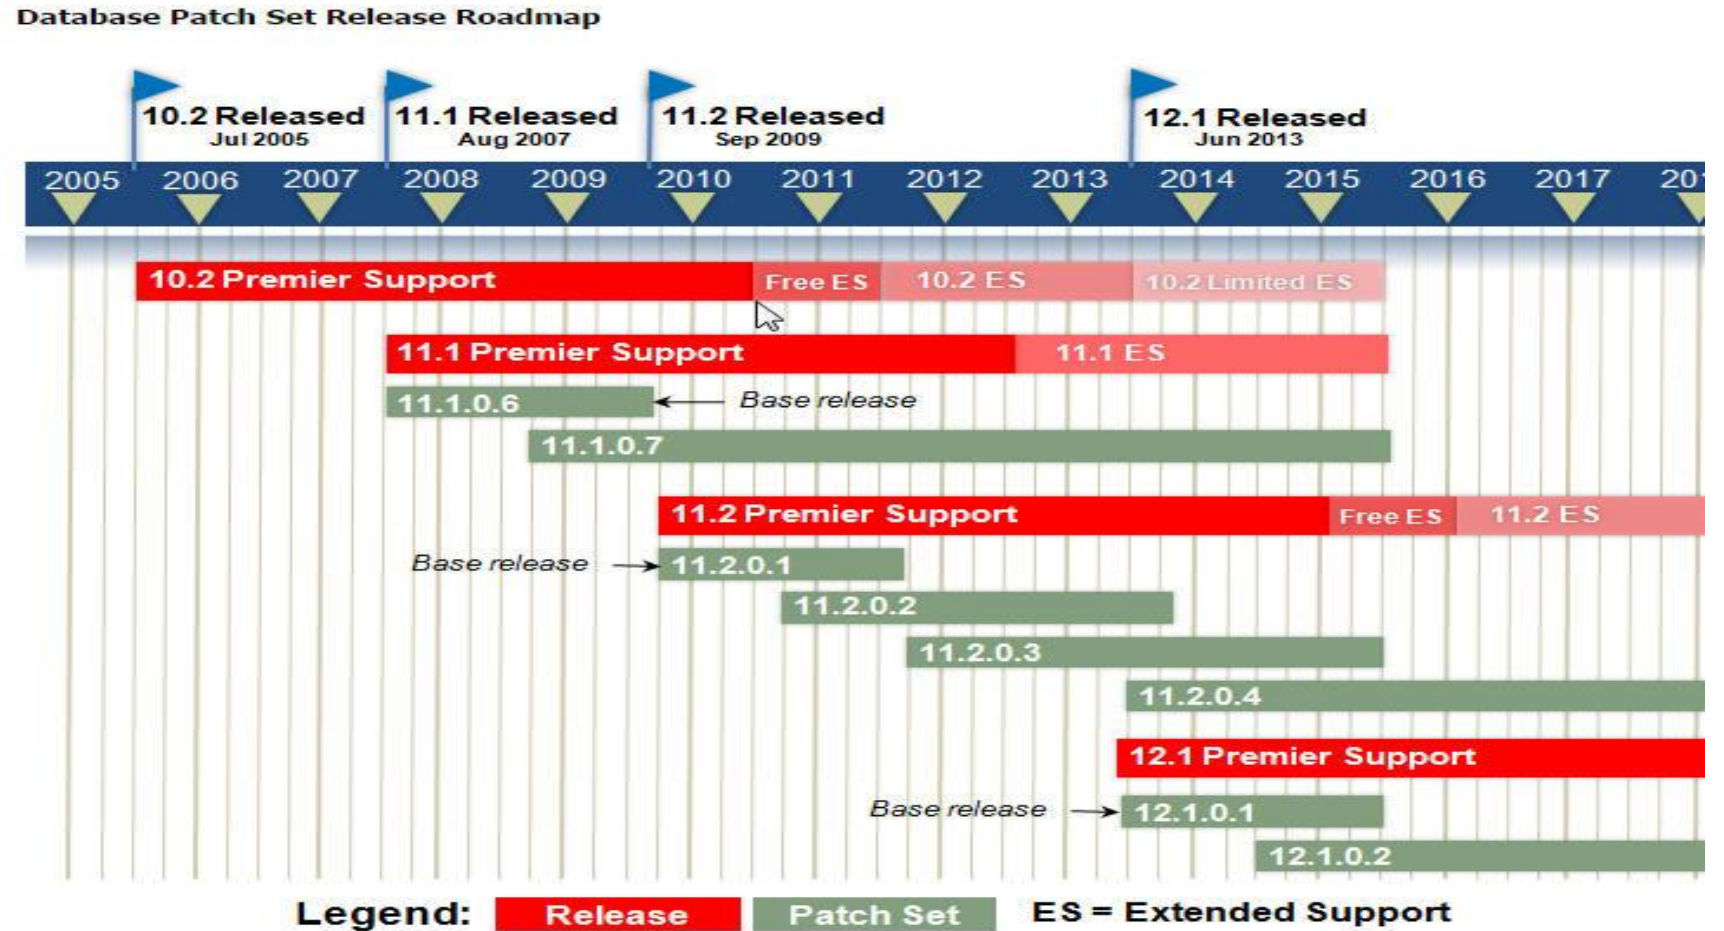 Database Patch Set Release Roadmap
10.2 Released
Jul 2005
11.1 Released
Aug 2007
11.2 Released
Sep 2009
12.1 Released
Jun 2013
2005 2006 2007 2008 2009 2010 2011 2012 2013 2014 2015 2016 2017
10.2 Premier Support Free ES 10.2 ES 10.2 Limited ES
11.1 Premier Support 11.1 ES
11.1.0.6 Base release
11.1.0.7
11.2 Premier Support Free ES 11.2 ES
Base release 11.2.0.1
11.2.0.2
11.2.0.3
11.2.0.4
12.1 Premier Support
Base release 12.1.0.1
12.1.0.2
Legend: Release Patch Set ES = Extended Support